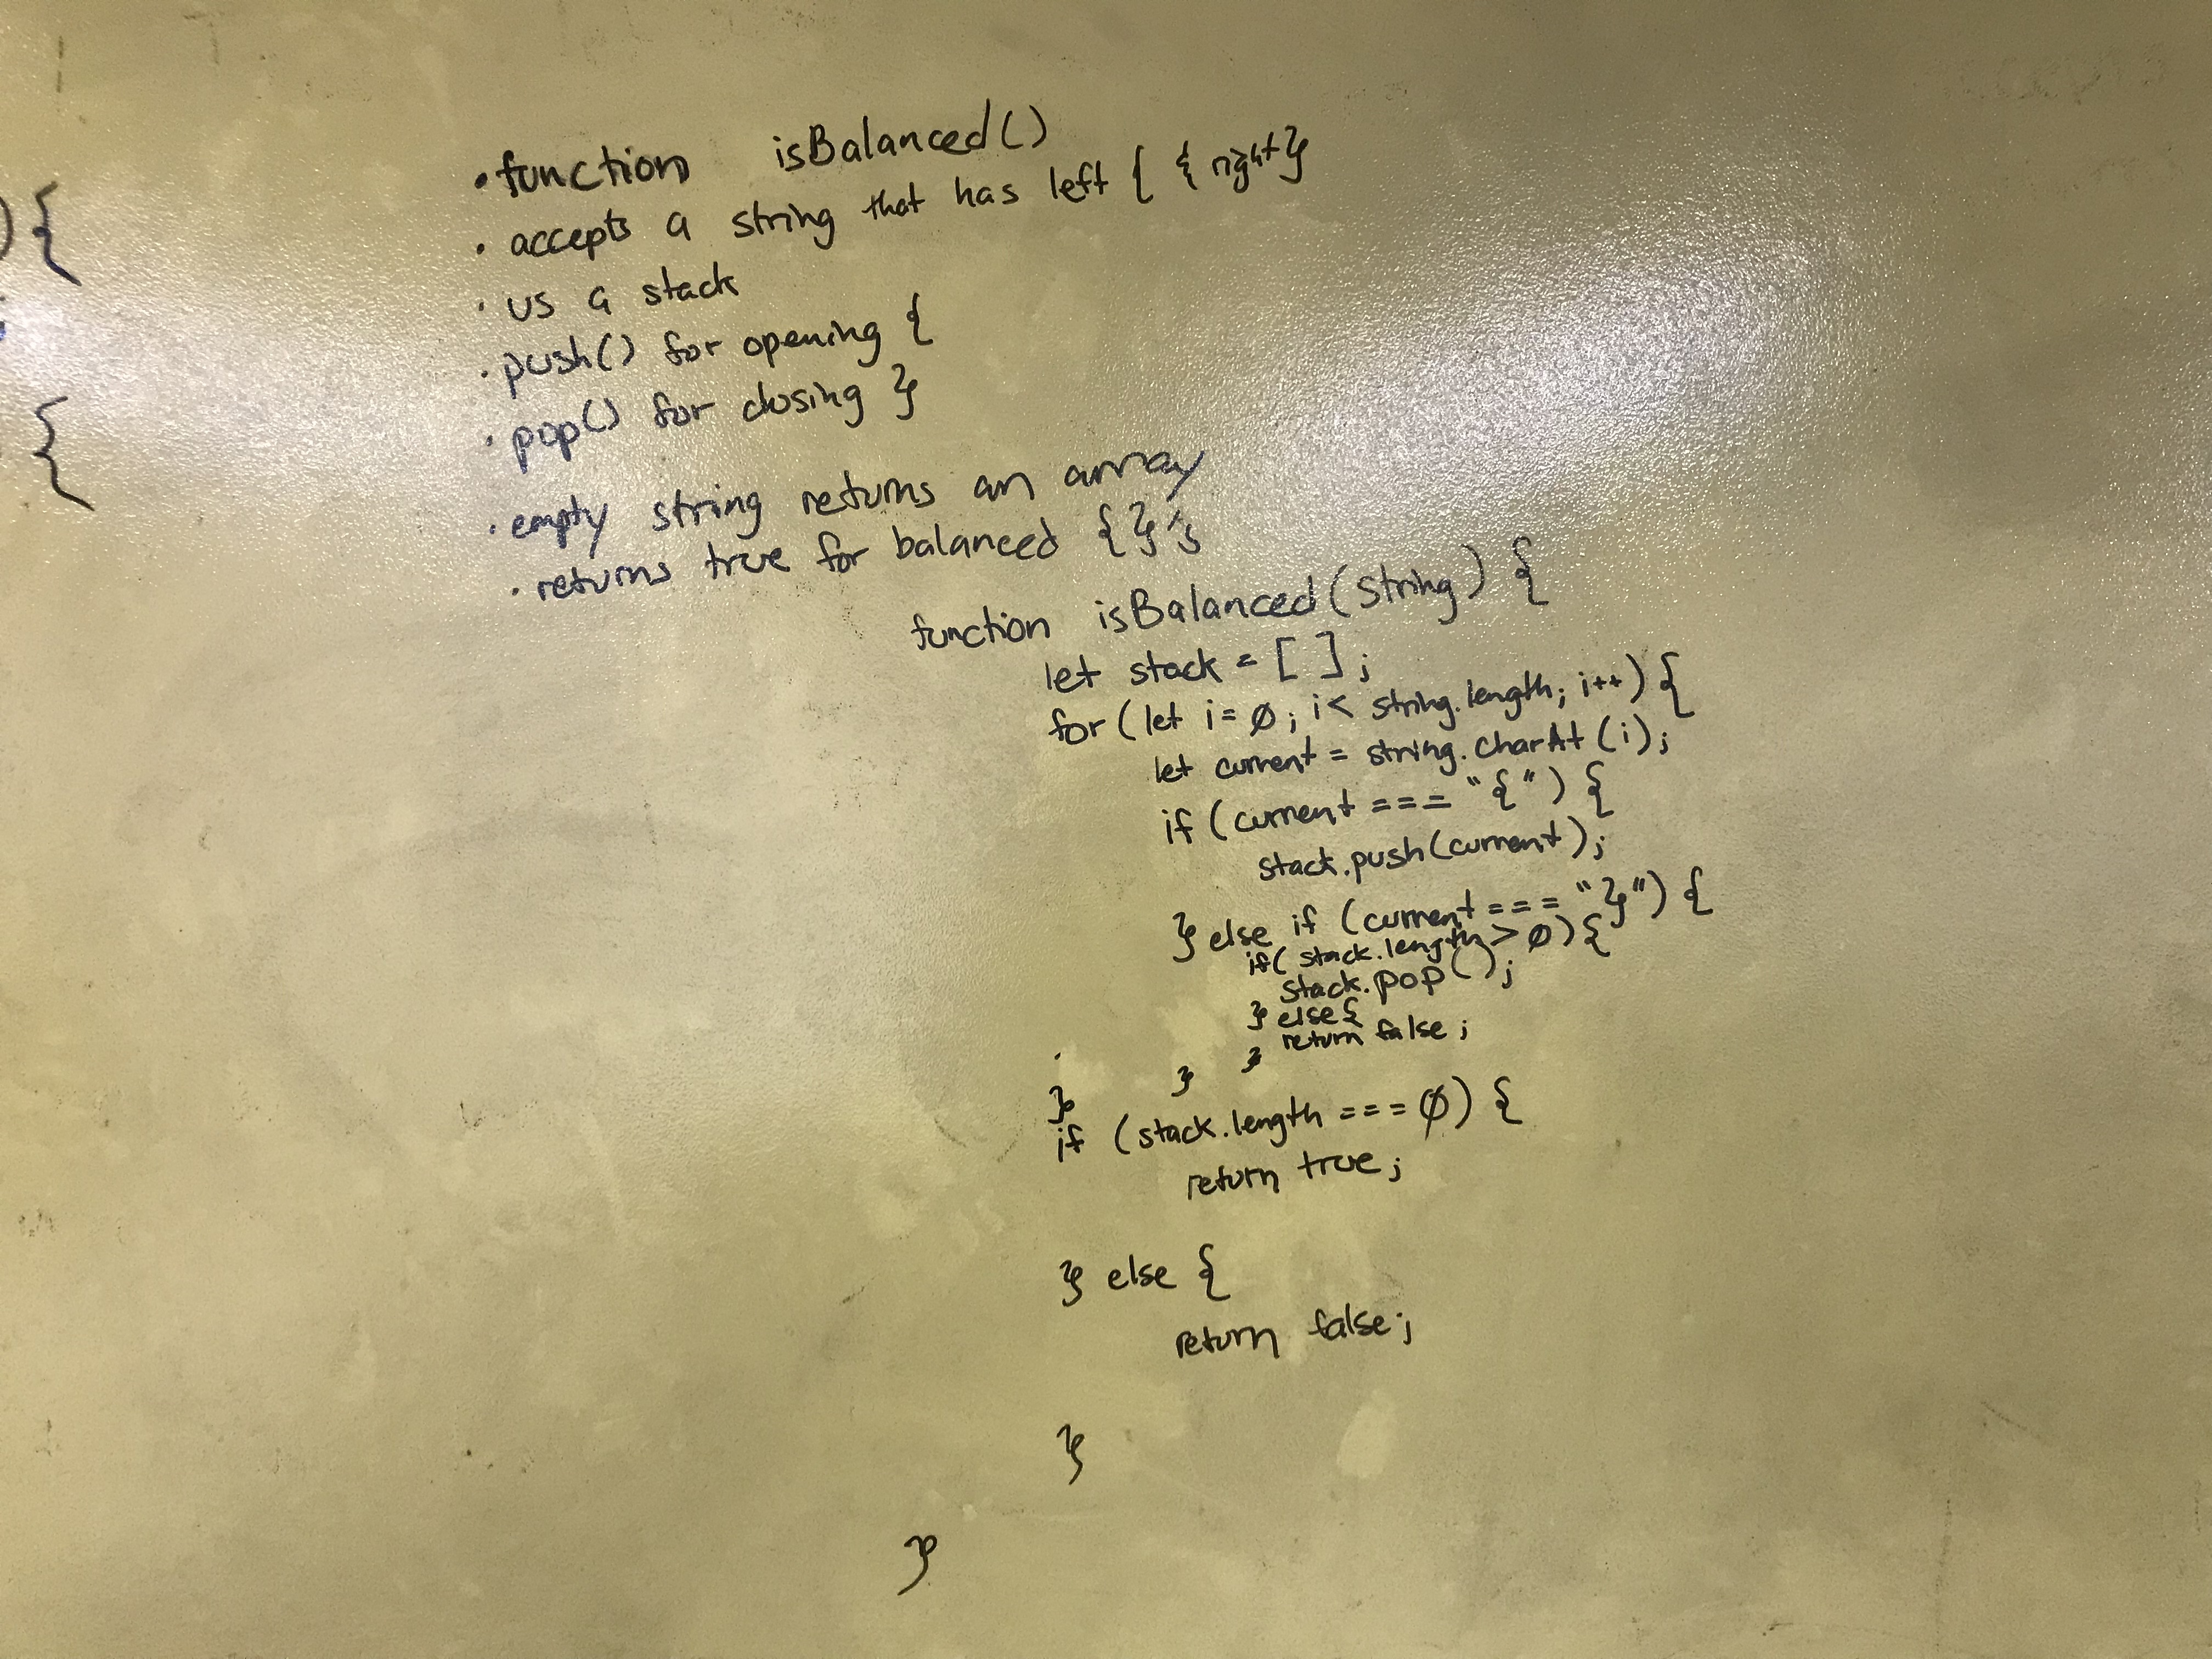 ) {
{
• function isBalanced()
• accepts a string that has left { & right }
• us a stack
• push() for opening {
• pop() for closing }
• empty string returns an array
• returns true for balanced { }'s
function isBalanced(string) {
let stack = [ ];
for (let i = 0; i < string.length; i++) {
let current = string.charAt(i);
if (current === "{") {
stack.push(current);
} else if (current === "}") {
if( stack.length > 0) {
stack.pop();
} else {
return false;
}
}
}
if (stack.length === 0) {
return true;
} else {
return false;
}
}